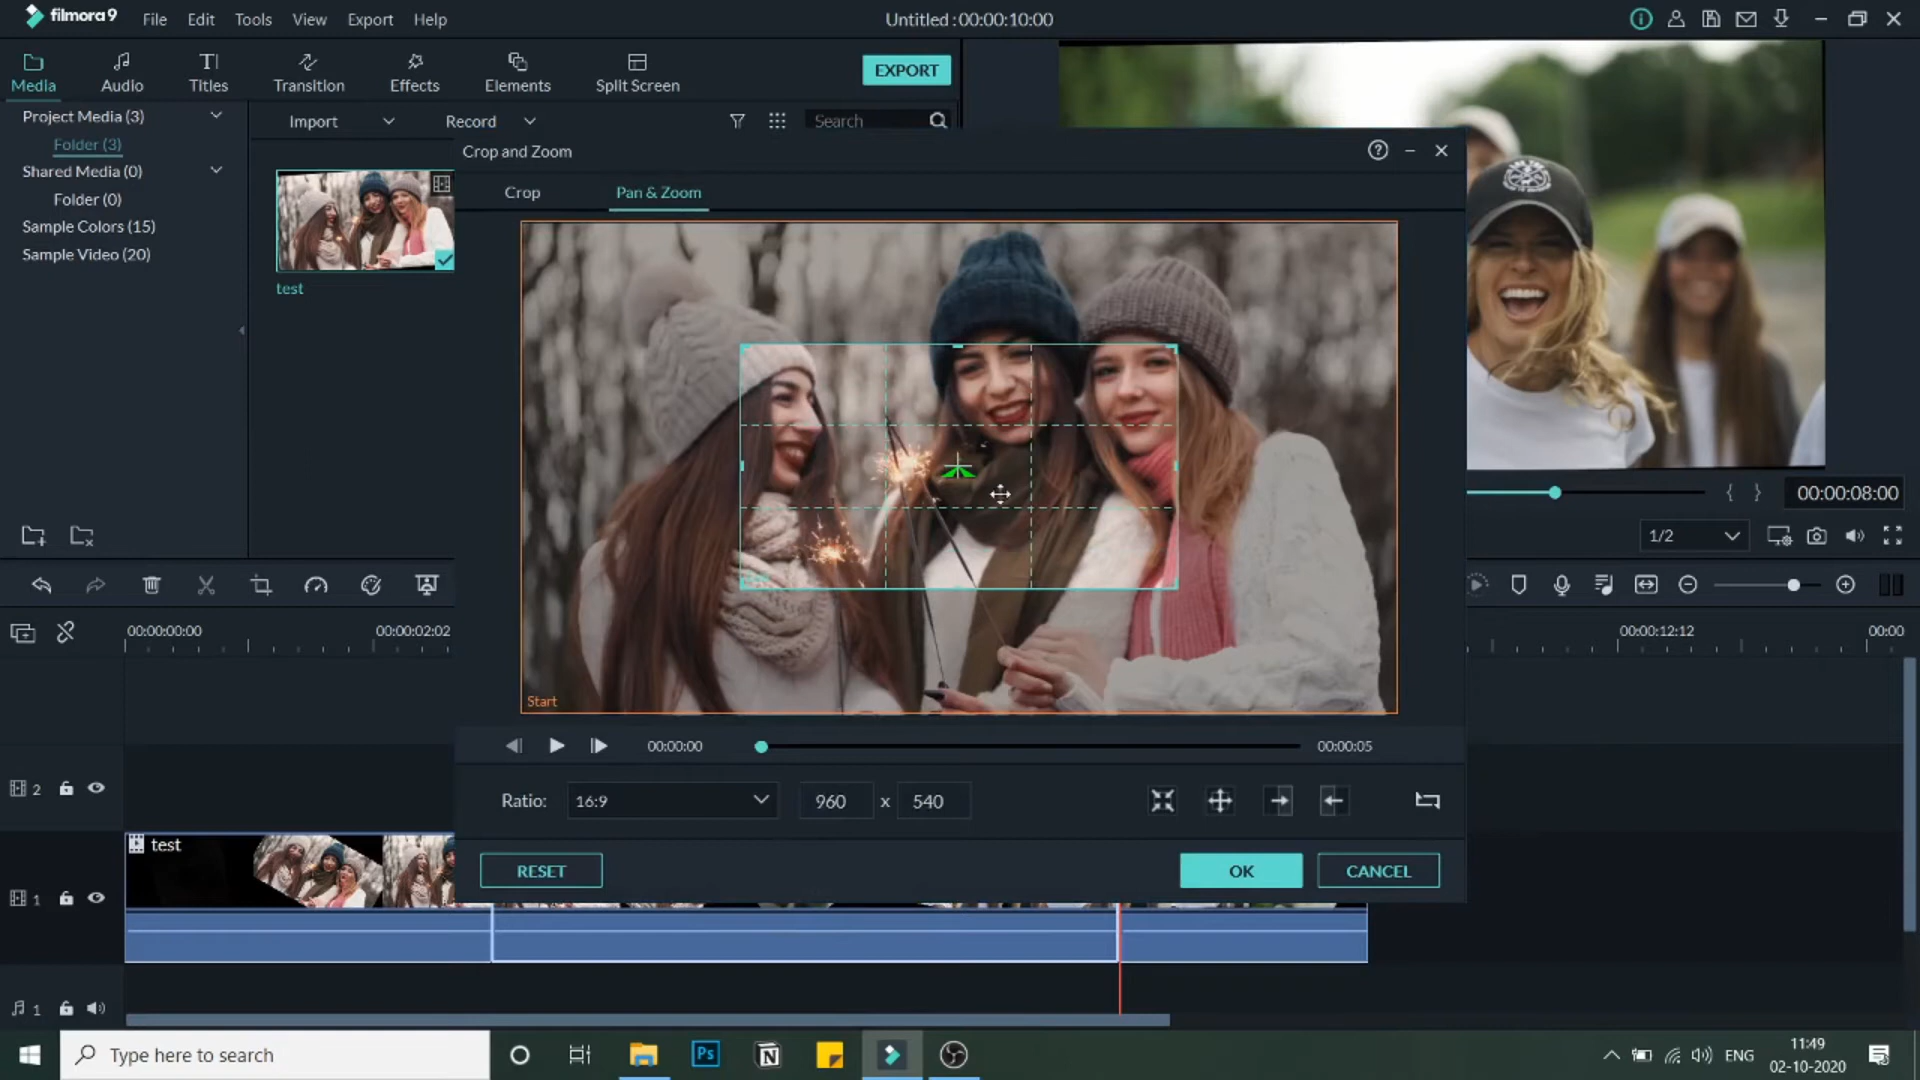 filmora9
File Edit Tools View Export Help
Untitled : 00:00:10:00
Media Audio Titles Transition Effects Elements Split Screen
EXPORT
Project Media (3)
Folder (3)
Shared Media (0)
Folder (0)
Sample Colors (15)
Sample Video (20)
Import Record Search
test
Crop and Zoom
Crop Pan & Zoom
Start
00:00:00 00:00:05
Ratio: 16:9 960 x 540
RESET OK CANCEL
00:00:08:00
1/2
00:00:00:00 00:00:02:02 00:00:12:12 00:00
2
test
1
1
Type here to search
Ps
N
ENG
11:49
02-10-2020